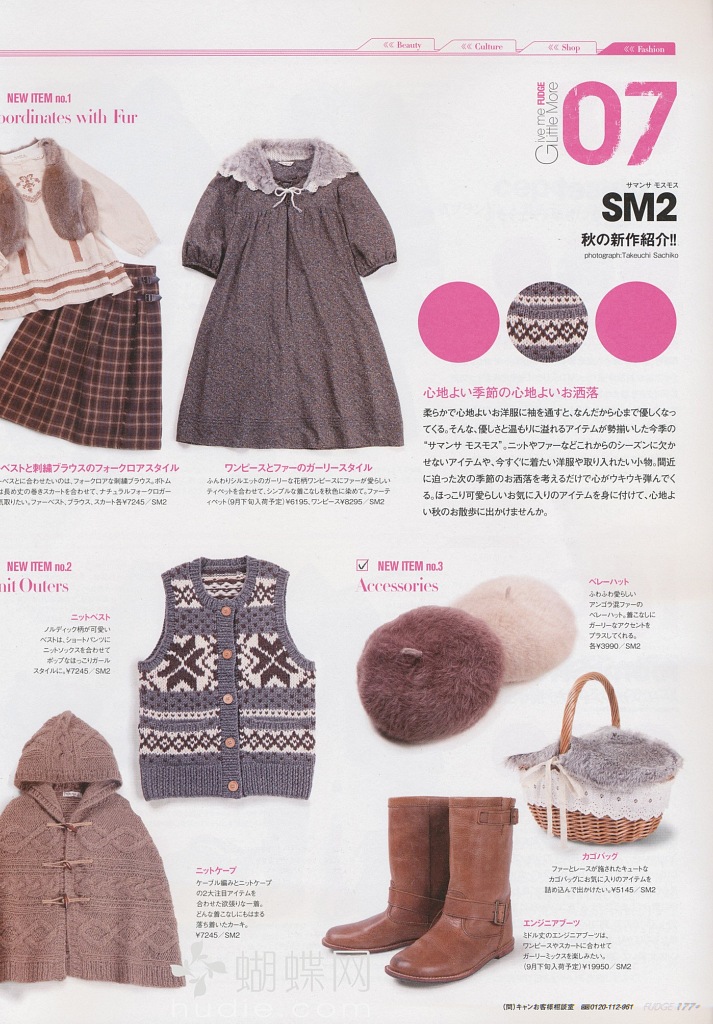 <<< Beauty
<<< Culture
<<< Shop
<<< Fashion
NEW ITEM no.1
oordinates with Fur
Give me FUDGE
Little More
07
サマンサ モスモス
SM2
秋の新作紹介!!
photograph:Takeuchi Sachiko
心地よい季節の心地よいお洒落
柔らかで心地よいお洋服に袖を通すと、なんだから心まで優しくなっ
てくる。そんな、優しさと温もりに溢れるアイテムが勢揃いした今季の
“サマンサ モスモス”。ニットやファーなどこれからのシーズンに欠か
せないアイテムや、今すぐに着たい洋服や取り入れたい小物。間近
に迫った次の季節のお洒落を考えるだけで心がウキウキ弾んでく
る。ほっこり可愛らしいお気に入りのアイテムを身に付けて、心地よ
い秋のお散歩に出かけませんか。
ベストと刺繍ブラウスのフォークロアスタイル
トとに合わせたいのは、フォークロアな刺繍ブラウス。ボトム
は長め丈の巻きスカートを合わせて、ナチュラルフォークロガー
気取りたい。ファーベスト、ブラウス、スカート各¥7245/SM2
ワンピースとファーのガーリースタイル
ふんわりシルエットのガーリーな花柄ワンピースにファーが愛らしい
ティペットを合わせて、シンプルな着こなしを秋色に染めて。ファーテ
ィペット(9月下旬入荷予定)¥6195、ワンピース¥8295/SM2
NEW ITEM no.2
nit Outers
ニットベスト
ノルディック柄が可愛い
ベストは、ショートパンツに
ニットソックスを合わせて
ポップなほっこりガール
スタイルに。¥7245/SM2
NEW ITEM no.3
Accessories
ベレーハット
ふわふわ愛らしい
アンゴラ混ファーの
ベレーハット。着こなしに
ガーリーなアクセントを
プラスしてくれる。
各¥3990/SM2
カゴバッグ
ファーとレースが施されたキュートな
カゴバッグにお気に入りのアイテムを
詰め込んで出かけたい。¥5145/SM2
ニットケープ
ケーブル編みとニットケープ
の2大注目アイテムを
合わせた欲張りな一着。
どんな着こなしにもはまる
落ち着いたカーキ。
¥7245/SM2
エンジニアブーツ
ミドル丈のエンジニアブーツは、
ワンピースやスカートに合わせて
ガーリーミックスを楽しみたい。
(9月下旬入荷予定)¥19950/SM2
蝴蝶网
hudie.com
(問)キャンお客様相談室 0120-112-961
FUDGE-177